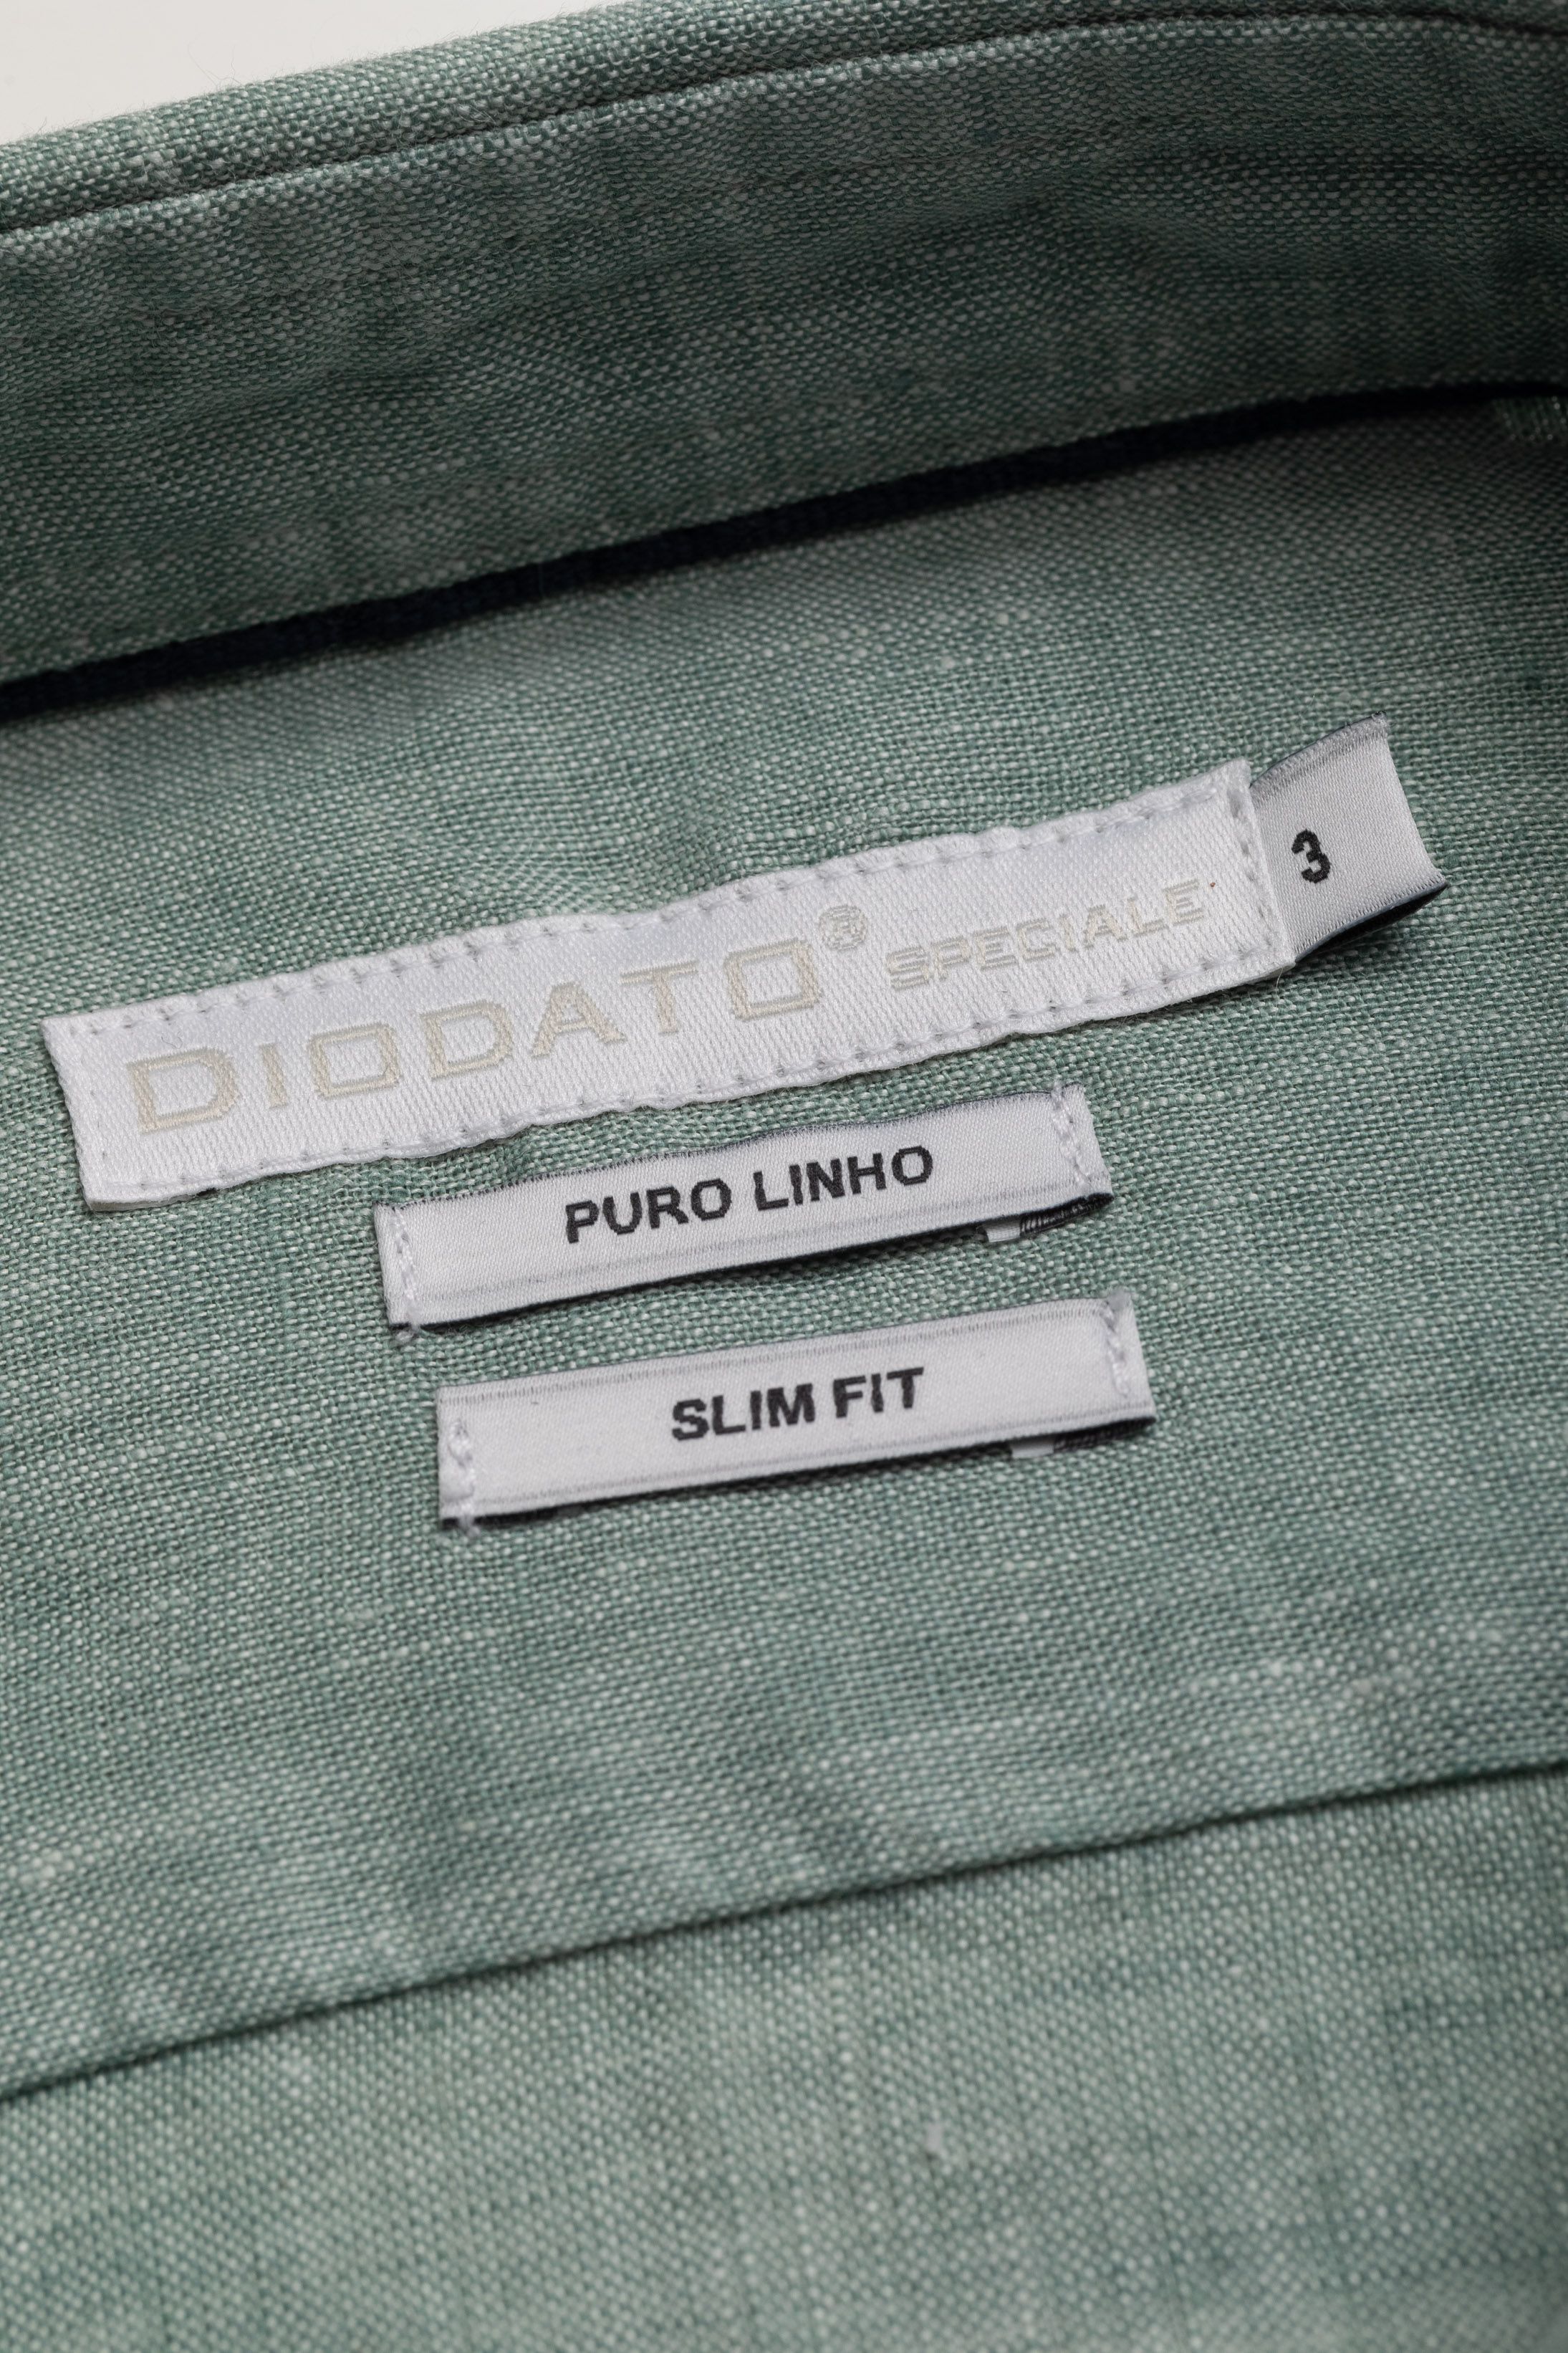 DIODATO® SPECIALE
3
PURO LINHO
SLIM FIT